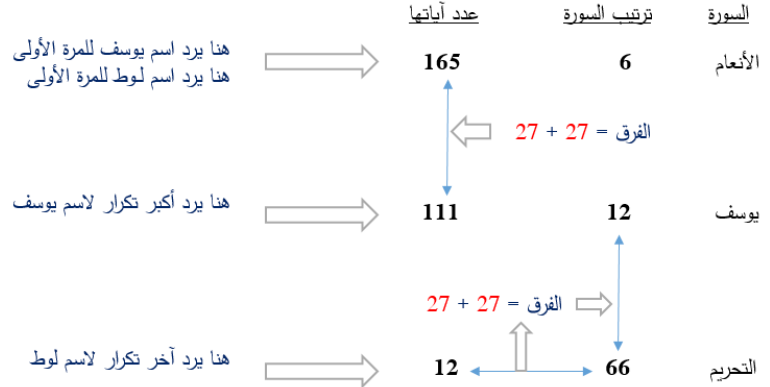 السورة ترتيب السورة عدد آياتها
الأنعام 6 165 هنا يرد اسم يوسف للمرة الأولى
هنا يرد اسم لوط للمرة الأولى
الفرق = 27 + 27
يوسف 12 111 هنا يرد أكبر تكرار لاسم يوسف
الفرق = 27 + 27
التحريم 66 12 هنا يرد آخر تكرار لاسم لوط